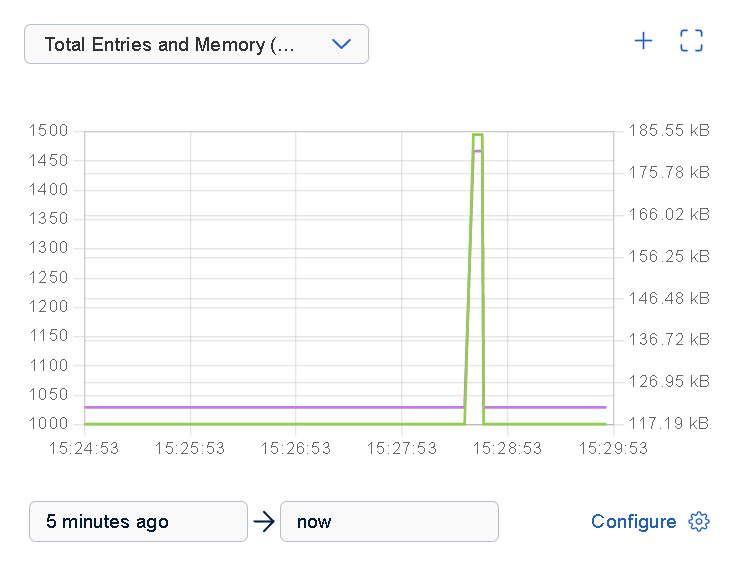 Total Entries and Memory (...
1500
1450
1400
1350
1300
1250
1200
1150
1100
1050
1000
185.55 kB
175.78 kB
166.02 kB
156.25 kB
146.48 kB
136.72 kB
126.95 kB
117.19 kB
15:24:53 15:25:53 15:26:53 15:27:53 15:28:53 15:29:53
5 minutes ago → now Configure